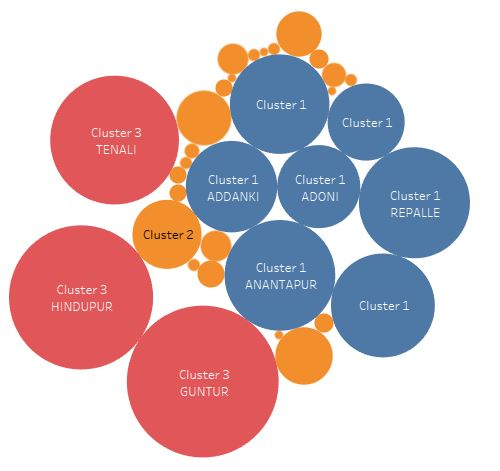 Cluster 1
Cluster 1
Cluster 3
TENALI
Cluster 1
ADDANKI
Cluster 1
ADONI
Cluster 1
REPALLE
Cluster 2
Cluster 1
ANANTAPUR
Cluster 3
HINDUPUR
Cluster 1
Cluster 3
GUNTUR